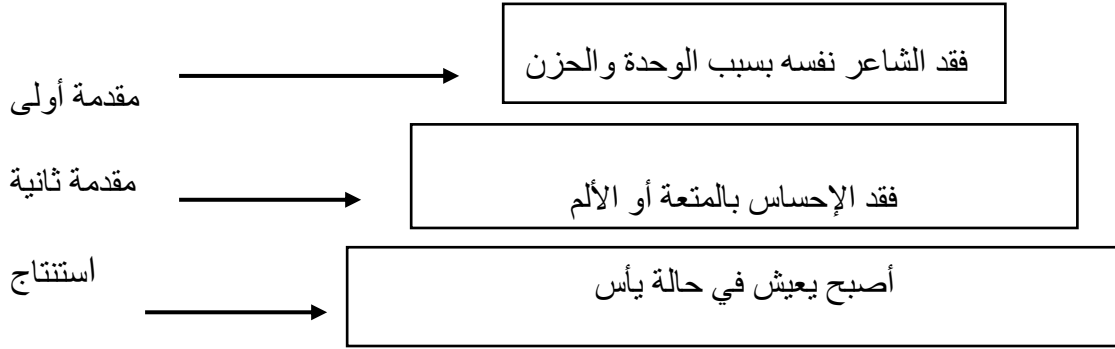 فقد الشاعر نفسه بسبب الوحدة والحزن
مقدمة أولى
فقد الإحساس بالمتعة أو الألم
مقدمة ثانية
أصبح يعيش في حالة يأس
استنتاج